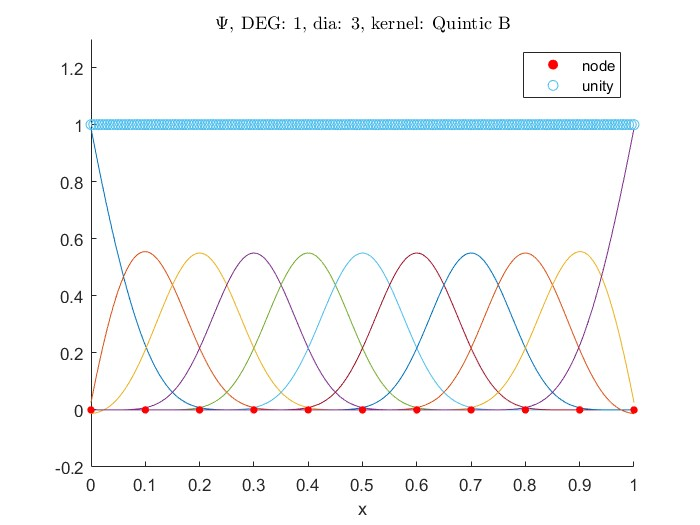 Ψ, DEG: 1, dia: 3, kernel: Quintic B
node
unity
1.2
1
0.8
0.6
0.4
0.2
0
-0.2
0 0.1 0.2 0.3 0.4 0.5 0.6 0.7 0.8 0.9 1
x